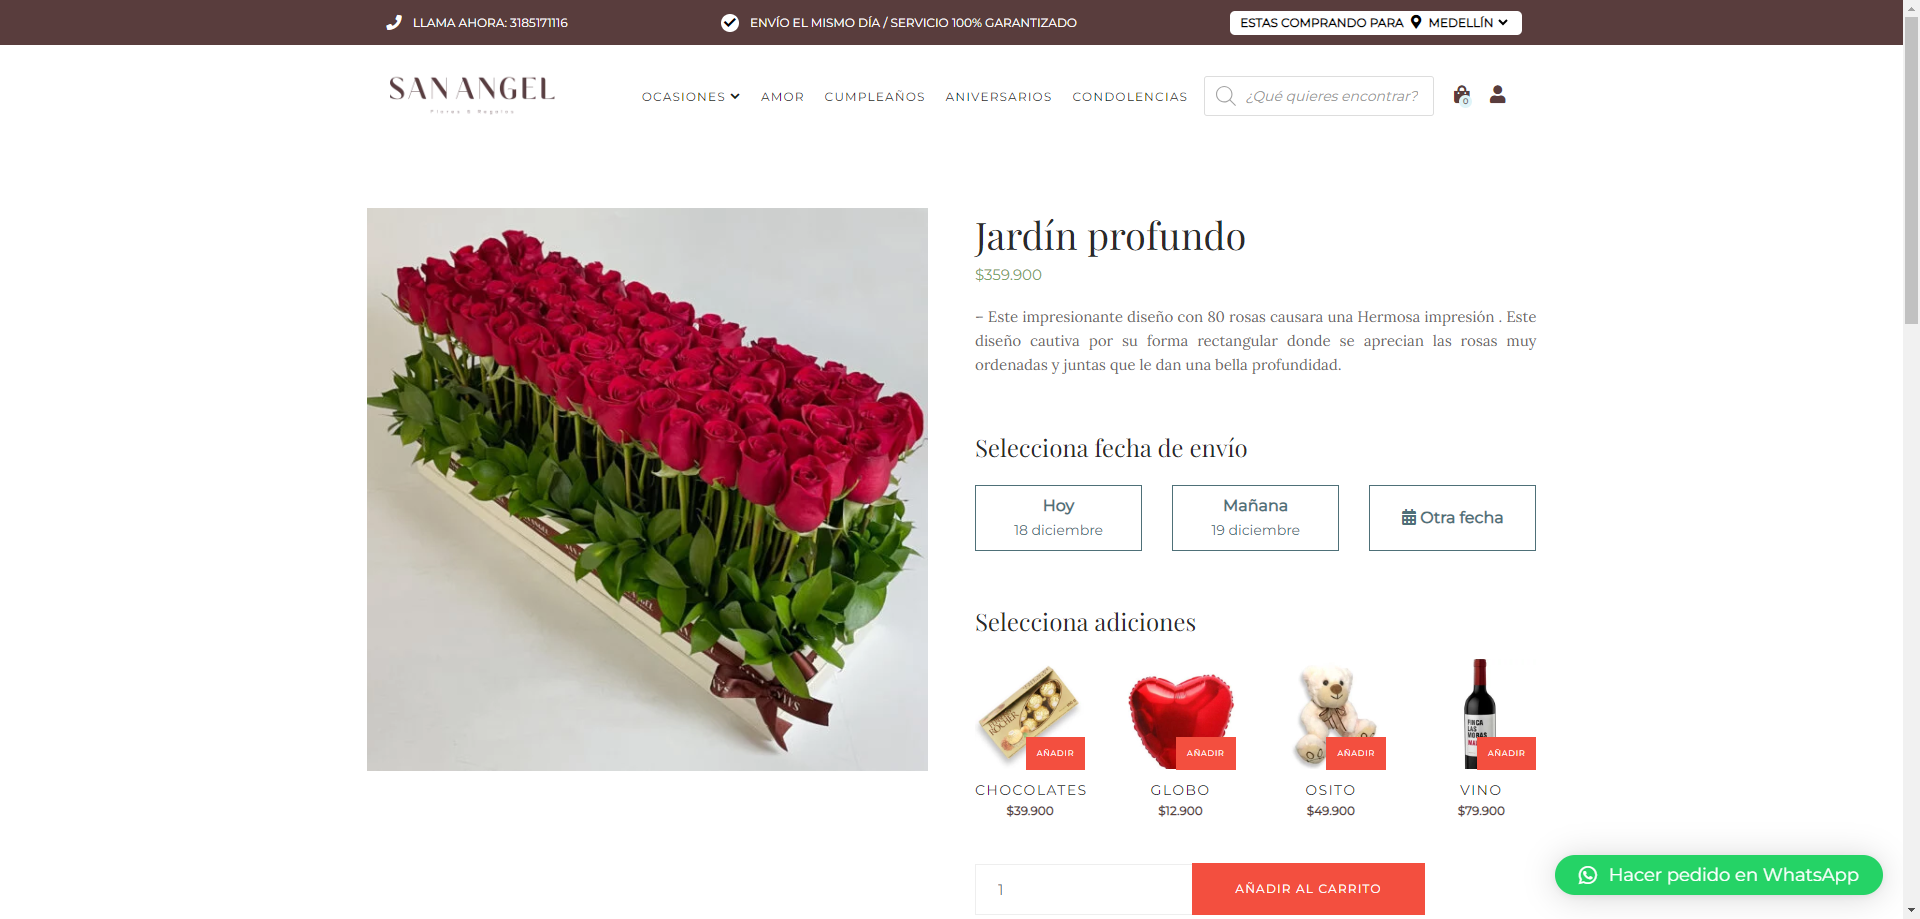 LLAMA AHORA: 3185171116
ENVÍO EL MISMO DÍA / SERVICIO 100% GARANTIZADO
ESTAS COMPRANDO PARA MEDELLÍN
SAN ANGEL
Flores & Regalos
OCASIONES AMOR CUMPLEAÑOS ANIVERSARIOS CONDOLENCIAS
¿Qué quieres encontrar?
0
Jardín profundo
$359.900
– Este impresionante diseño con 80 rosas causara una Hermosa impresión . Este
diseño cautiva por su forma rectangular donde se aprecian las rosas muy
ordenadas y juntas que le dan una bella profundidad.
Selecciona fecha de envío
Hoy
18 diciembre
Mañana
19 diciembre
Otra fecha
Selecciona adiciones
AÑADIR
CHOCOLATES
$39.900
AÑADIR
GLOBO
$12.900
AÑADIR
OSITO
$49.900
FINCA
LAS
MORAS
AÑADIR
VINO
$79.900
1
AÑADIR AL CARRITO
Hacer pedido en WhatsApp